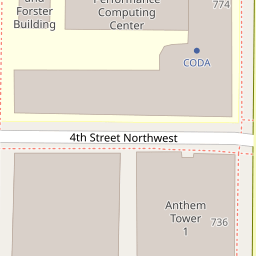 and
Forster
Building
Performance
Computing
Center
774
CODA
4th Street Northwest
Anthem
Tower
1
736